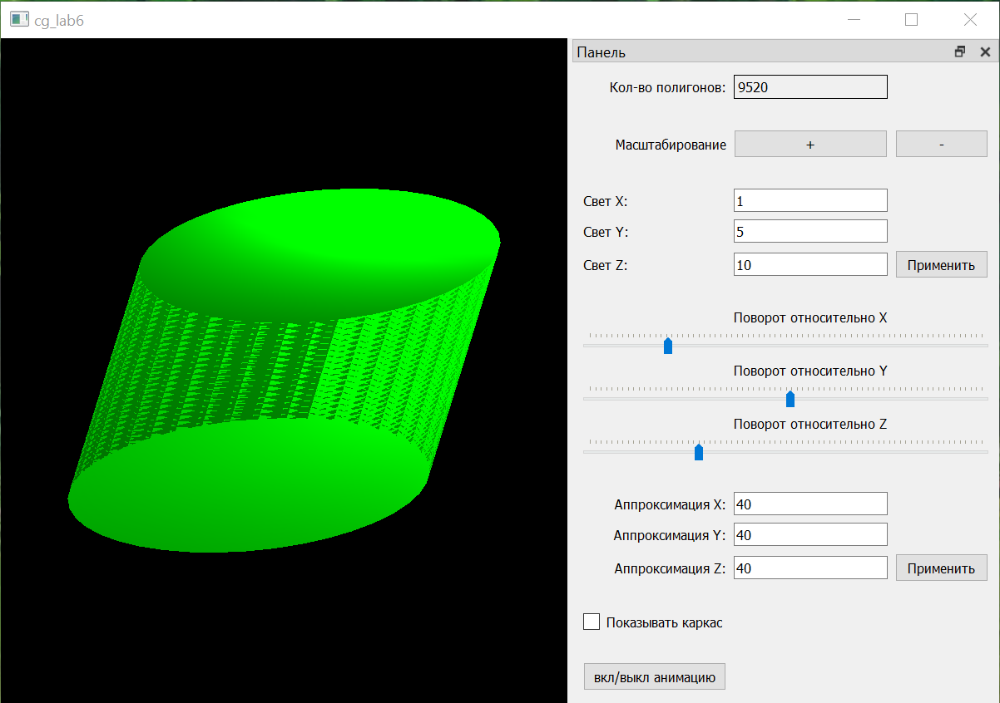 cg_lab6
Панель
Кол-во полигонов: 9520
Масштабирование + -
Свет X: 1
Свет Y: 5
Свет Z: 10 Применить
Поворот относительно X
Поворот относительно Y
Поворот относительно Z
Аппроксимация X: 40
Аппроксимация Y: 40
Аппроксимация Z: 40 Применить
Показывать каркас
вкл/выкл анимацию